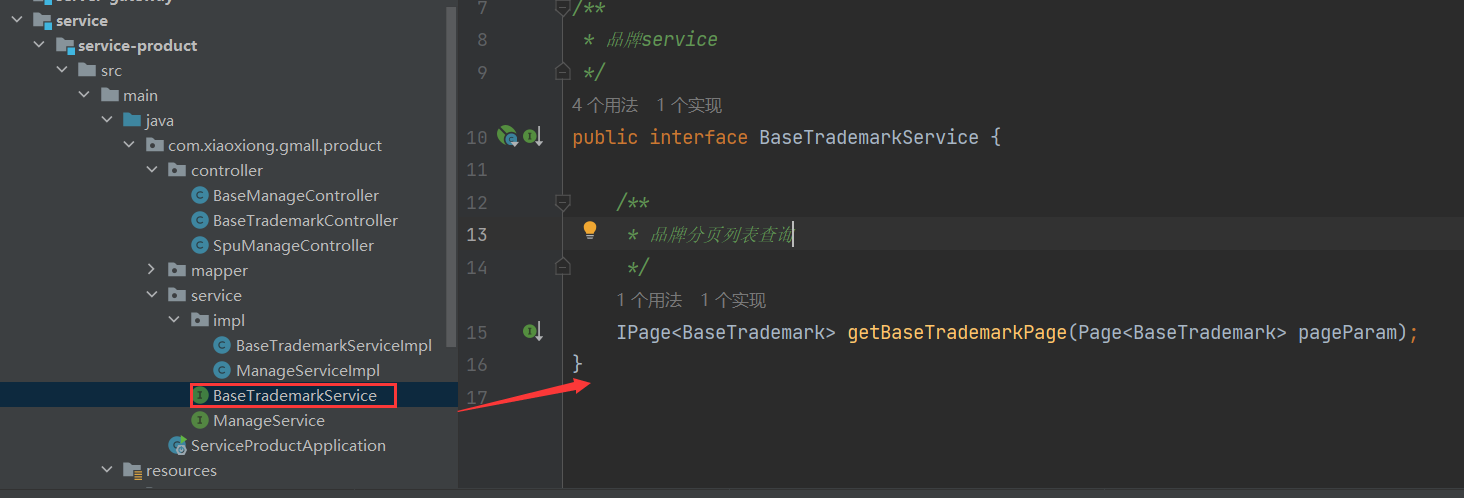 server-gateway
service
service-product
src
main
java
com.xiaoxiong.gmall.product
controller
BaseManageController
BaseTrademarkController
SpuManageController
mapper
service
impl
BaseTrademarkServiceImpl
ManageServiceImpl
BaseTrademarkService
ManageService
ServiceProductApplication
resources
7 /**
8 * 品牌service
9 */
4 个用法 1 个实现
10 public interface BaseTrademarkService {
11
12 /**
13 * 品牌分页列表查询
14 */
1 个用法 1 个实现
15 IPage<BaseTrademark> getBaseTrademarkPage(Page<BaseTrademark> pageParam);
16 }
17